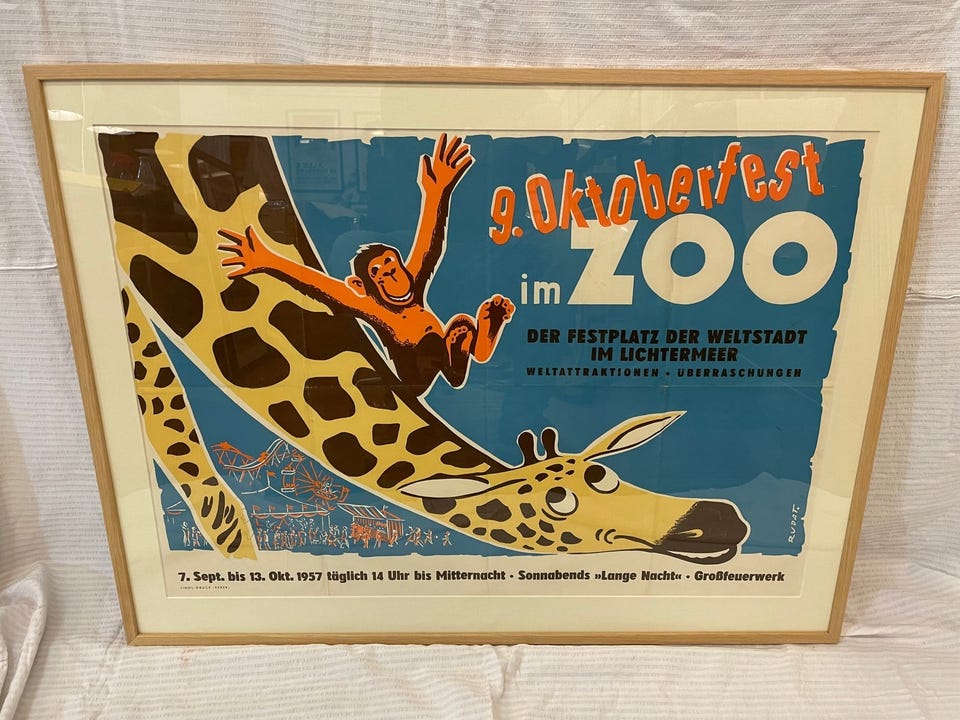 9. Oktoberfest
im ZOO
DER FESTPLATZ DER WELTSTADT
IM LICHTERMEER
WELTATTRAKTIONEN · ÜBERRASCHUNGEN
RUDAT.
7. Sept. bis 13. Okt. 1957 täglich 14 Uhr bis Mitternacht · Sonnabends »Lange Nacht« · Großfeuerwerk